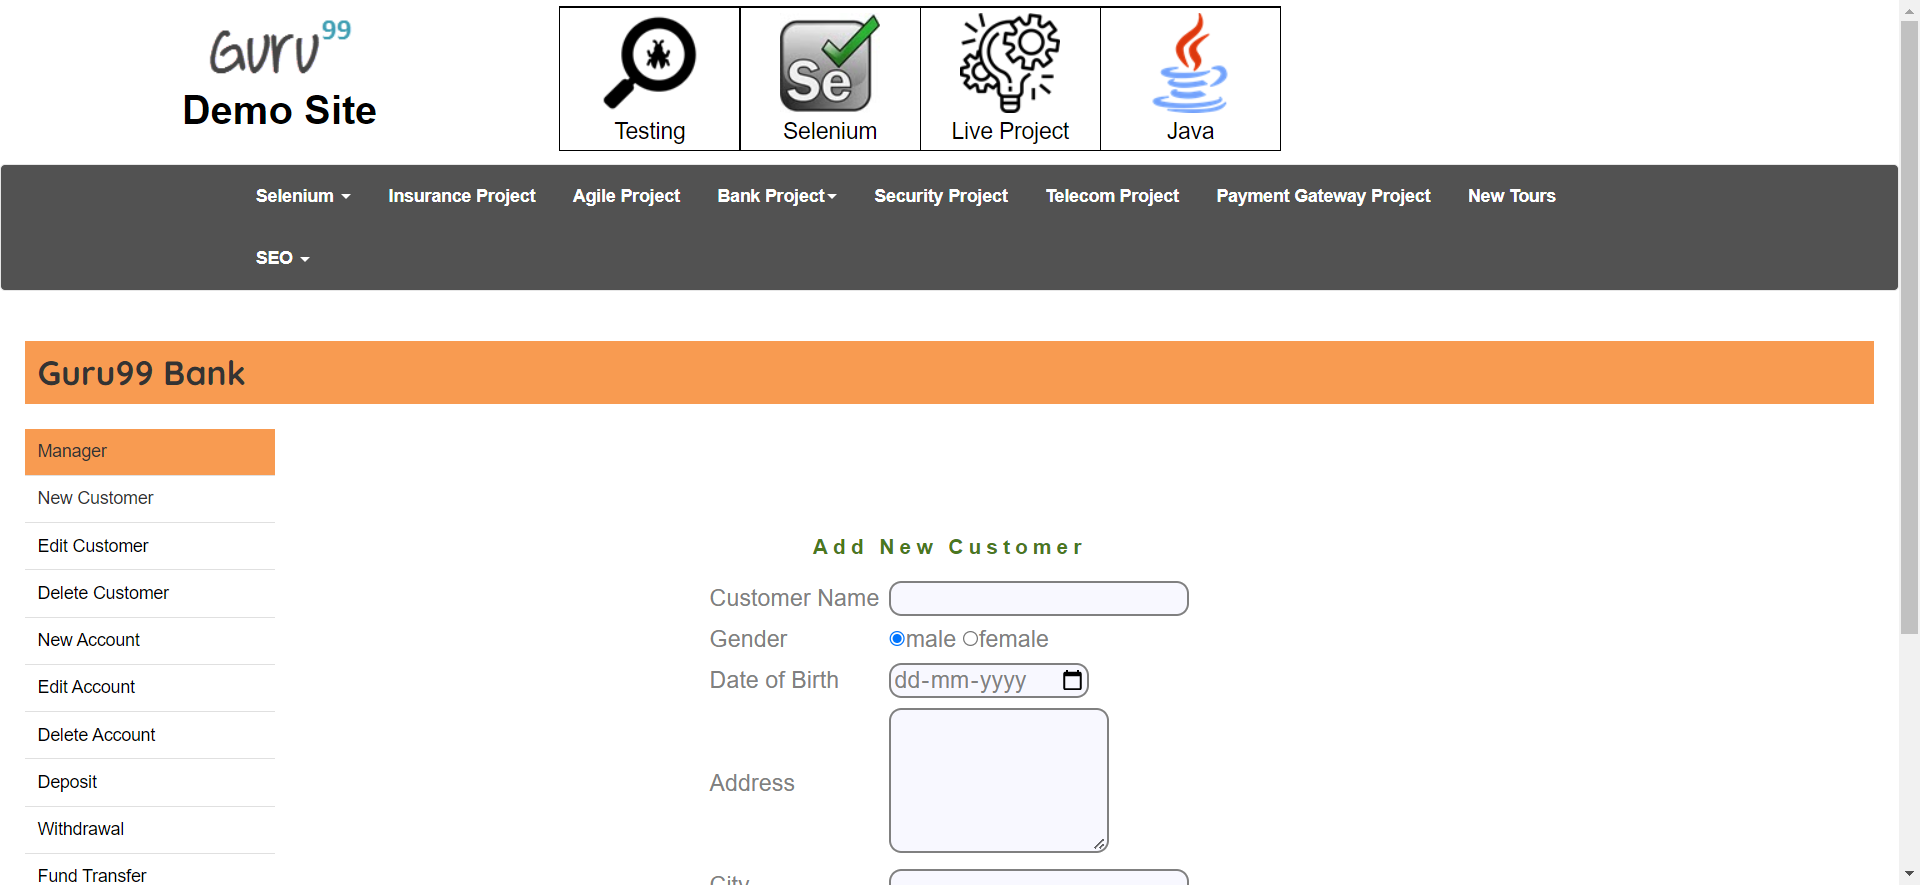 Guru99
Demo Site
Se
Testing
Selenium
Live Project
Java
Selenium
Insurance Project
Agile Project
Bank Project
Security Project
Telecom Project
Payment Gateway Project
New Tours
SEO
Guru99 Bank
Manager
New Customer
Edit Customer
Delete Customer
New Account
Edit Account
Delete Account
Deposit
Withdrawal
Fund Transfer
Add New Customer
Customer Name
Gender
male
female
Date of Birth
dd-mm-yyyy
Address
City